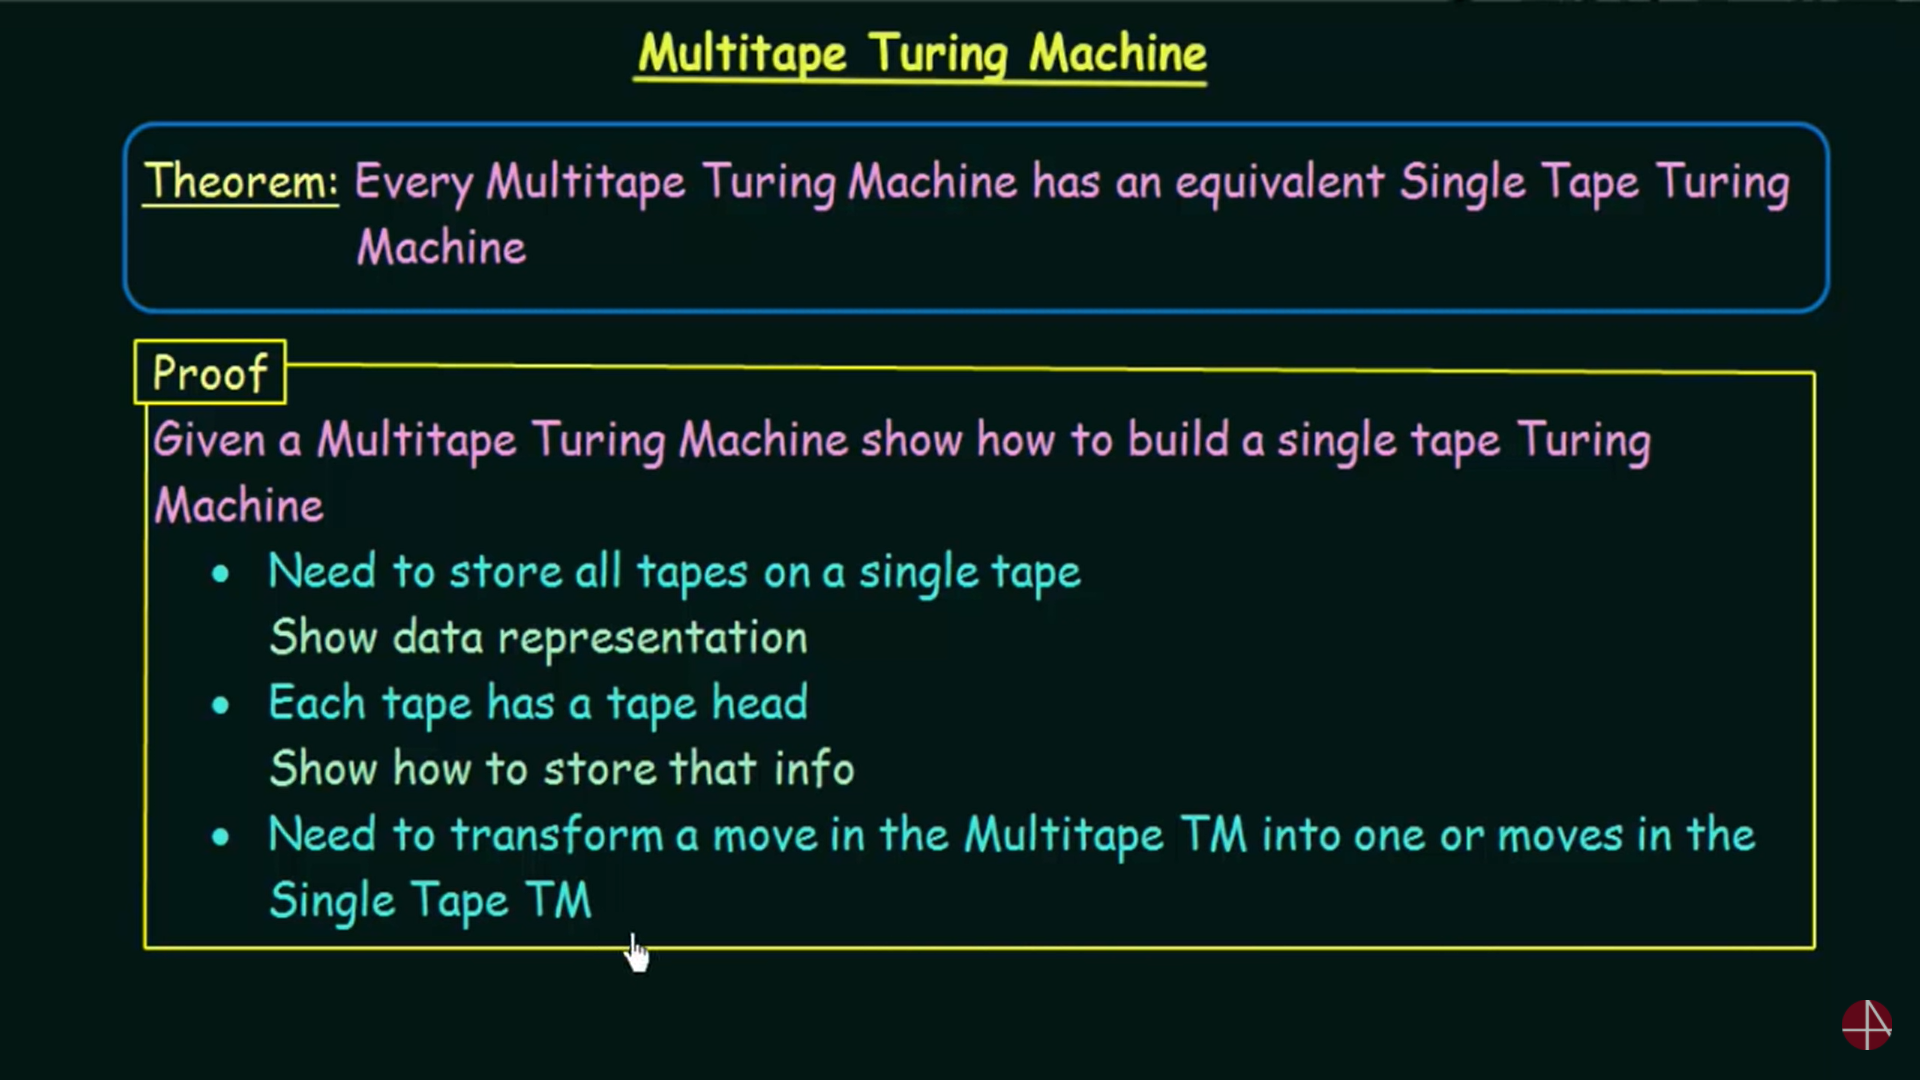 Multitape Turing Machine
Theorem: Every Multitape Turing Machine has an equivalent Single Tape Turing
Machine
Proof
Given a Multitape Turing Machine show how to build a single tape Turing
Machine
• Need to store all tapes on a single tape
Show data representation
• Each tape has a tape head
Show how to store that info
• Need to transform a move in the Multitape TM into one or moves in the
Single Tape TM